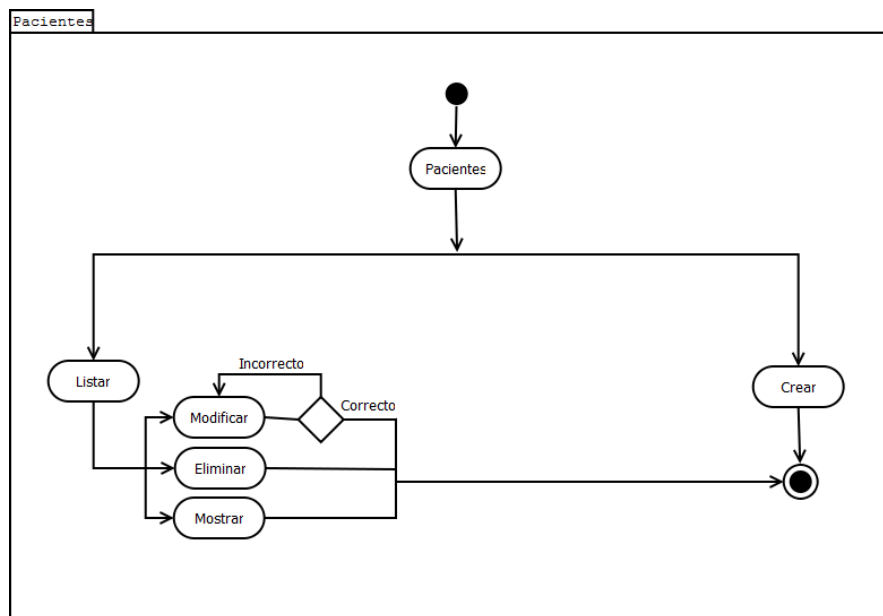 Pacientes
Pacientes
Incorrecto
Listar
Modificar
Correcto
Crear
Eliminar
Mostrar